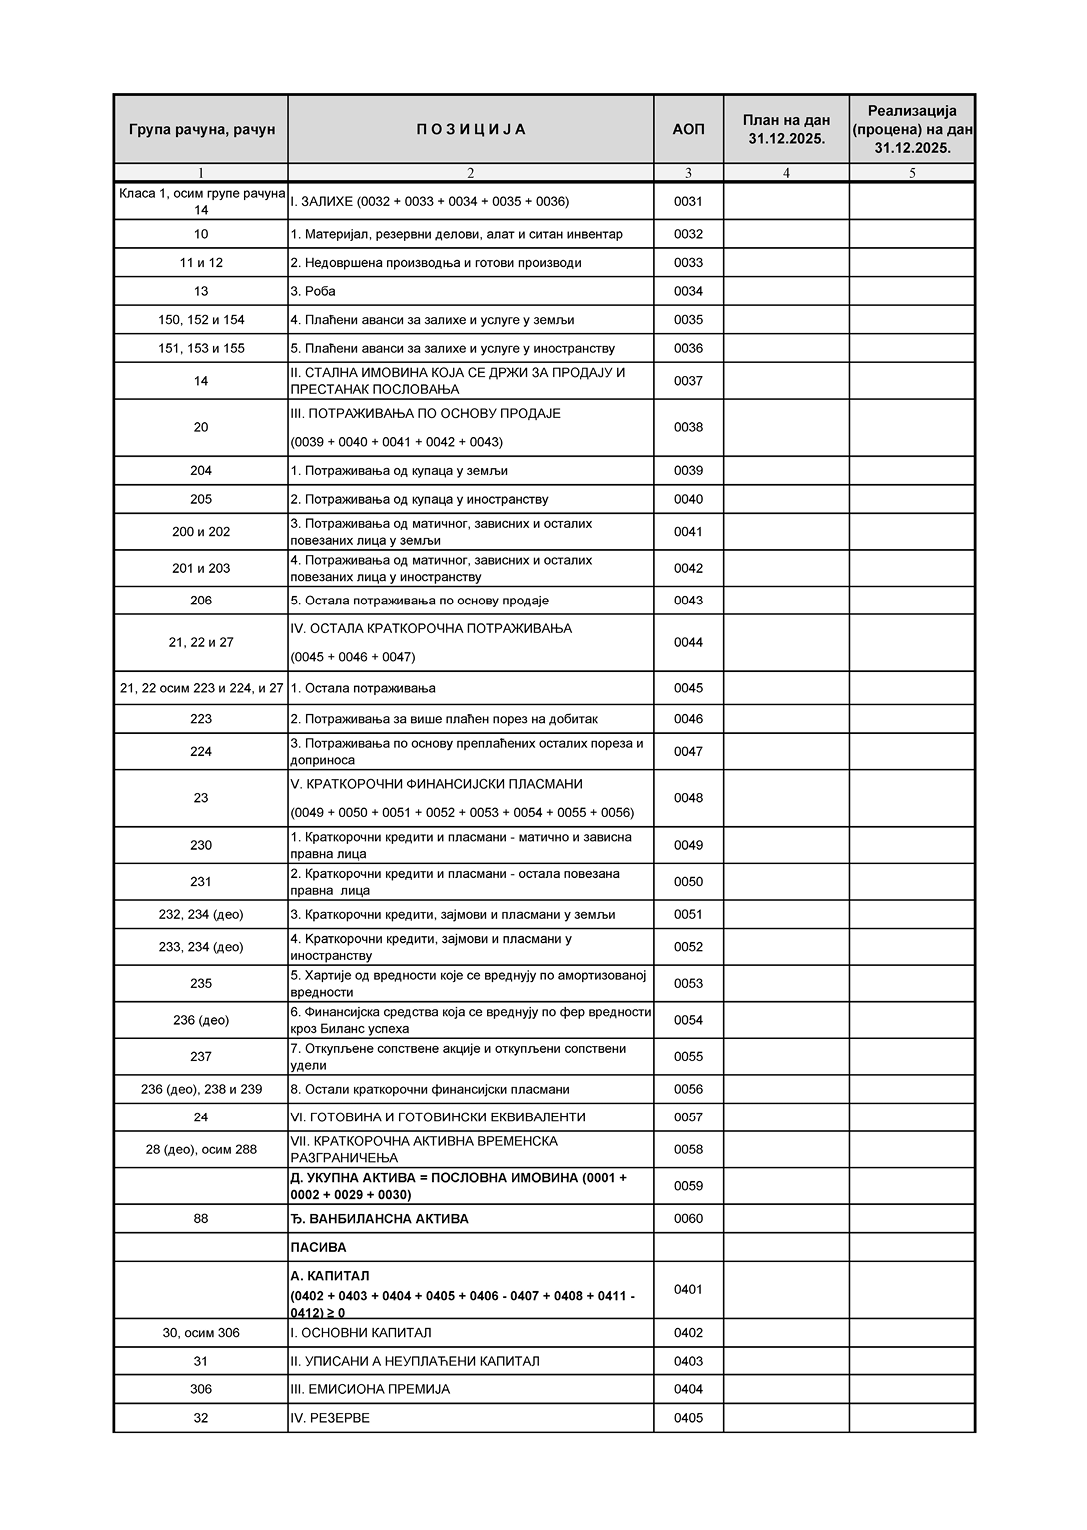 Група рачуна, рачун
П О З И Ц И Ј А
АОП
План на дан
31.12.2025.
Реализација
(процена) на дан
31.12.2025.
1
2
3
4
5
Класа 1, осим групе рачуна
14
I. ЗАЛИХЕ (0032 + 0033 + 0034 + 0035 + 0036)
0031
10
1. Материјал, резервни делови, алат и ситан инвентар
0032
11 и 12
2. Недовршена производња и готови производи
0033
13
3. Роба
0034
150, 152 и 154
4. Плаћени аванси за залихе и услуге у земљи
0035
151, 153 и 155
5. Плаћени аванси за залихе и услуге у иностранству
0036
14
II. СТАЛНА ИМОВИНА КОЈА СЕ ДРЖИ ЗА ПРОДАЈУ И
ПРЕСТАНАК ПОСЛОВАЊА
0037
20
III. ПОТРАЖИВАЊА ПО ОСНОВУ ПРОДАЈЕ
(0039 + 0040 + 0041 + 0042 + 0043)
0038
204
1. Потраживања од купаца у земљи
0039
205
2. Потраживања од купаца у иностранству
0040
200 и 202
3. Потраживања од матичног, зависних и осталих
повезаних лица у земљи
0041
201 и 203
4. Потраживања од матичног, зависних и осталих
повезаних лица у иностранству
0042
206
5. Остала потраживања по основу продаје
0043
21, 22 и 27
IV. ОСТАЛА КРАТКОРОЧНА ПОТРАЖИВАЊА
(0045 + 0046 + 0047)
0044
21, 22 осим 223 и 224, и 27
1. Остала потраживања
0045
223
2. Потраживања за више плаћен порез на добитак
0046
224
3. Потраживања по основу преплаћених осталих пореза и
доприноса
0047
23
V. КРАТКОРОЧНИ ФИНАНСИЈСКИ ПЛАСМАНИ
(0049 + 0050 + 0051 + 0052 + 0053 + 0054 + 0055 + 0056)
0048
230
1. Краткорочни кредити и пласмани - матично и зависна
правна лица
0049
231
2. Краткорочни кредити и пласмани - остала повезана
правна  лица
0050
232, 234 (део)
3. Краткорочни кредити, зајмови и пласмани у земљи
0051
233, 234 (део)
4. Краткорочни кредити, зајмови и пласмани у
иностранству
0052
235
5. Хартије од вредности које се вреднују по амортизованој
вредности
0053
236 (део)
6. Финансијска средства која се вреднују по фер вредности
кроз Биланс успеха
0054
237
7. Откупљене сопствене акције и откупљени сопствени
удели
0055
236 (део), 238 и 239
8. Остали краткорочни финансијски пласмани
0056
24
VI. ГОТОВИНА И ГОТОВИНСКИ ЕКВИВАЛЕНТИ
0057
28 (део), осим 288
VII. КРАТКОРОЧНА АКТИВНА ВРЕМЕНСКА
РАЗГРАНИЧЕЊА
0058
Д. УКУПНА АКТИВА = ПОСЛОВНА ИМОВИНА (0001 +
0002 + 0029 + 0030)
0059
88
Ђ. ВАНБИЛАНСНА АКТИВА
0060
ПАСИВА
А. КАПИТАЛ
(0402 + 0403 + 0404 + 0405 + 0406 - 0407 + 0408 + 0411 -
0412) ≥ 0
0401
30, осим 306
I. ОСНОВНИ КАПИТАЛ
0402
31
II. УПИСАНИ А НЕУПЛАЋЕНИ КАПИТАЛ
0403
306
III. ЕМИСИОНА ПРЕМИЈА
0404
32
IV. РЕЗЕРВЕ
0405